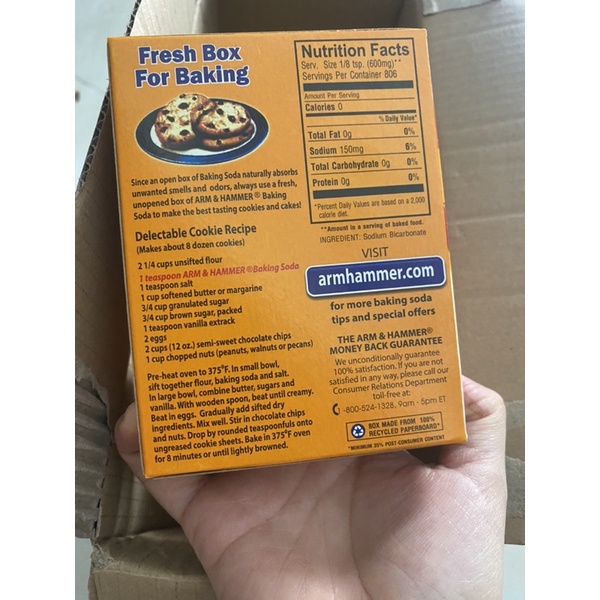 Fresh Box
For Baking
Since an open box of Baking Soda naturally absorbs
unwanted smells and odors, always use a fresh,
unopened box of ARM & HAMMER® Baking
Soda to make the best tasting cookies and cakes!
Delectable Cookie Recipe
(Makes about 8 dozen cookies)
2 1/4 cups unsifted flour
1 teaspoon ARM & HAMMER ®Baking Soda
1 teaspoon salt
1 cup softened butter or margarine
3/4 cup granulated sugar
3/4 cup brown sugar, packed
1 teaspoon vanilla extrack
2 eggs
2 cups (12 oz.) semi-sweet chocolate chips
1 cup chopped nuts (peanuts, walnuts or pecans)
Pre-heat oven to 375°F. In small bowl,
sift together flour, baking soda and salt.
In large bowl, combine butter, sugars and
vanilla. With wooden spoon, beat until creamy.
Beat in eggs. Gradually add sifted dry
ingredients. Mix well. Stir in chocolate chips
and nuts. Drop by rounded teaspoonfuls onto
ungreased cookie sheets. Bake in 375°F oven
for 8 minutes or until lightly browned.
Nutrition Facts
Serv. Size 1/8 tsp. (600mg)**
Servings Per Container 806
Amount Per Serving
Calories 0
% Daily Value*
Total Fat 0g 0%
Sodium 150mg 6%
Total Carbohydrate 0g 0%
Protein 0g 0%
*Percent Daily Values are based on a 2,000
calorie diet.
**Amount is a serving of baked food.
INGREDIENT: Sodium Bicarbonate
VISIT
armhammer.com
for more baking soda
tips and special offers
THE ARM & HAMMER®
MONEY BACK GUARANTEE
We unconditionally guarantee
100% satisfaction. If you are not
satisfied in any way, please call our
Consumer Relations Department
toll-free at:
-800-524-1328, 9am - 5pm ET
BOX MADE FROM 100%
RECYCLED PAPERBOARD*
*MINIMUM 35% POST-CONSUMER CONTENT